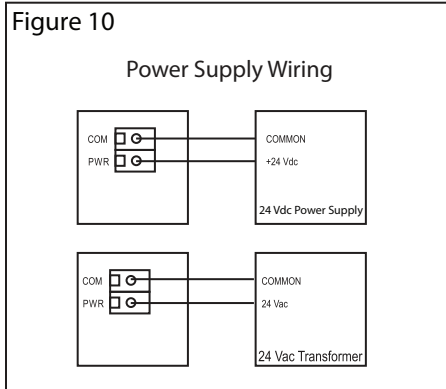 Figure 10
Power Supply Wiring
COM
COMMON
PWR
+24 Vdc
24 Vdc Power Supply
COM
COMMON
PWR
24 Vac
24 Vac Transformer